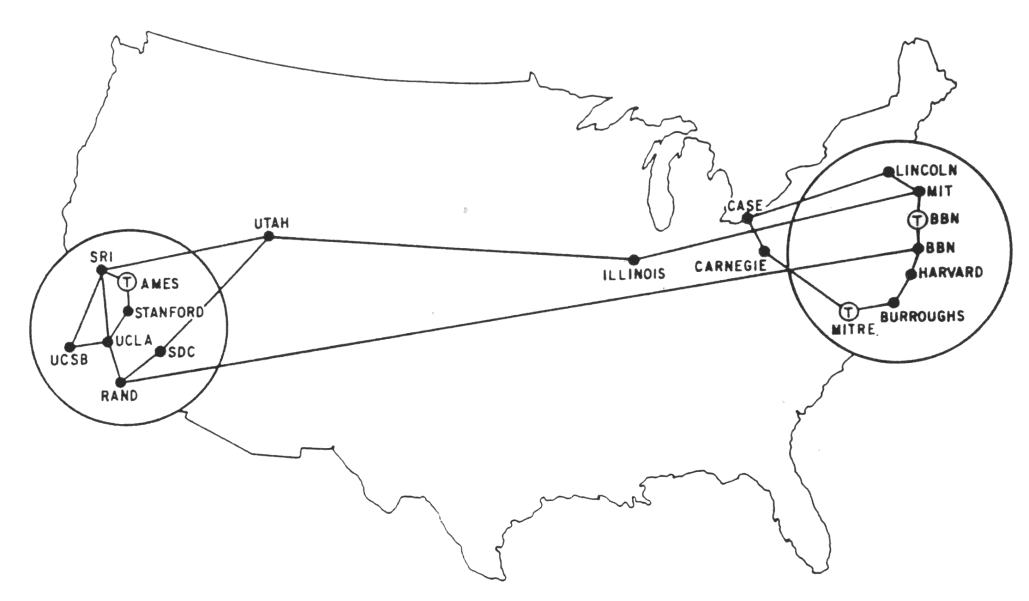 LINCOLN
MIT
CASE
T BBN
UTAH
BBN
SRI
ILLINOIS
CARNEGIE
HARVARD
T AMES
STANFORD
T
BURROUGHS
MITRE
UCLA
SDC
UCSB
RAND